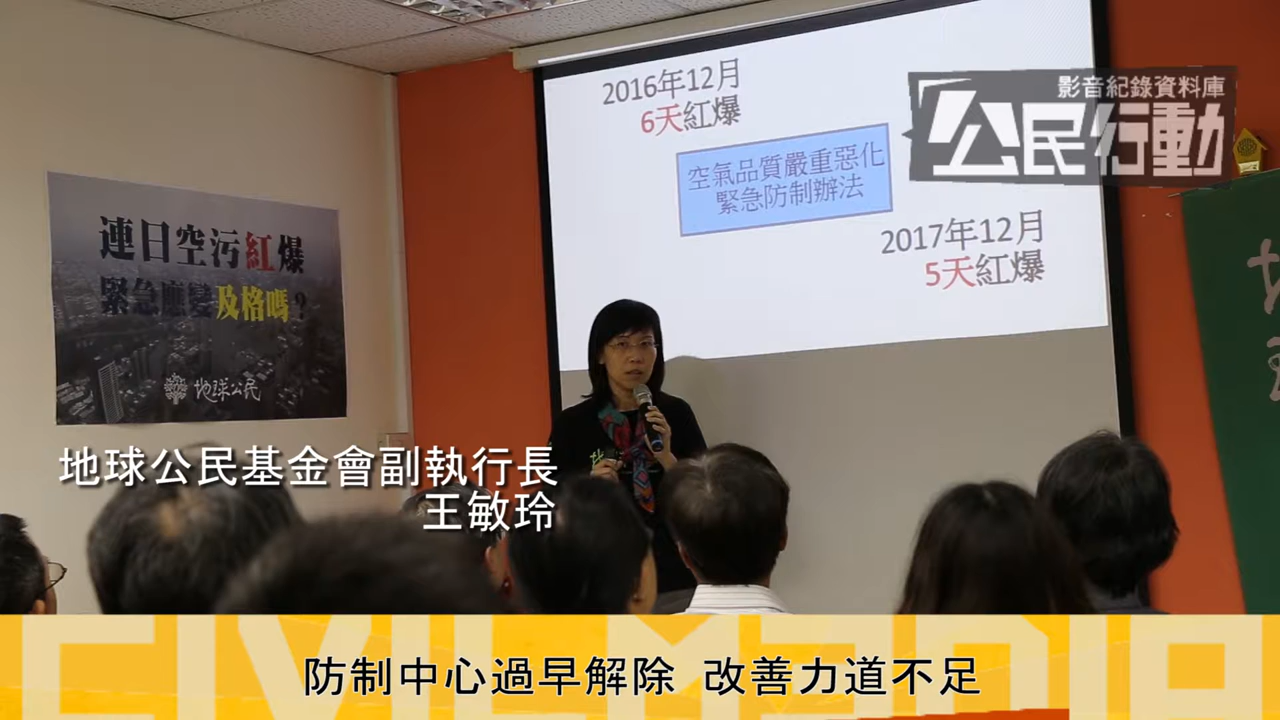 影音紀錄資料庫
公民行動
2016年12月
6天紅爆
空氣品質嚴重惡化
緊急防制辦法
2017年12月
5天紅爆
連日空污紅爆
緊急應變及格嗎？
地球公民
地球
地球公民基金會副執行長
王敏玲
CIVILMEDIA
防制中心過早解除 改善力道不足